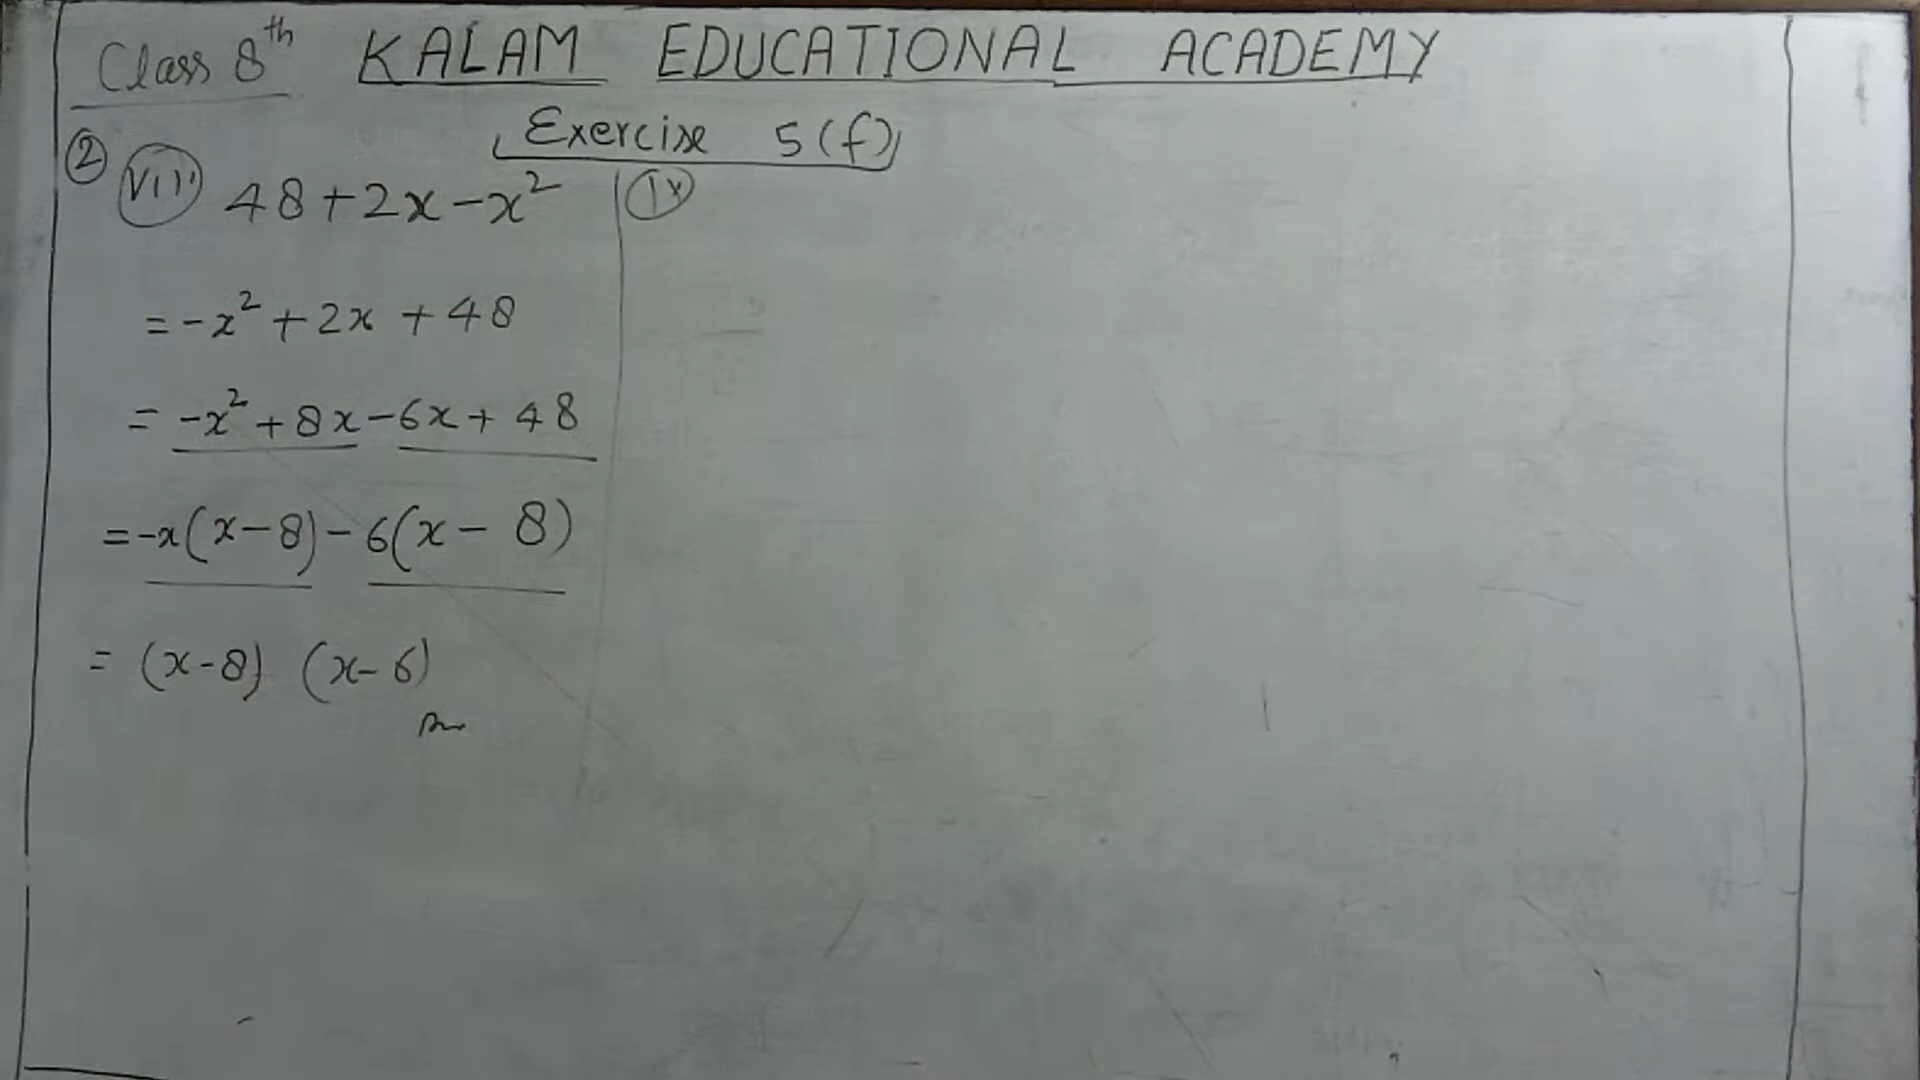 Class 8th KALAM EDUCATIONAL ACADEMY
Exercise 5(f)
② (viii) 48+2x-x²
= -x² + 2x + 48
= -x² + 8x - 6x + 48
= -x(x-8) - 6(x - 8)
= (x-8) (x-6)
Ans
(ix)